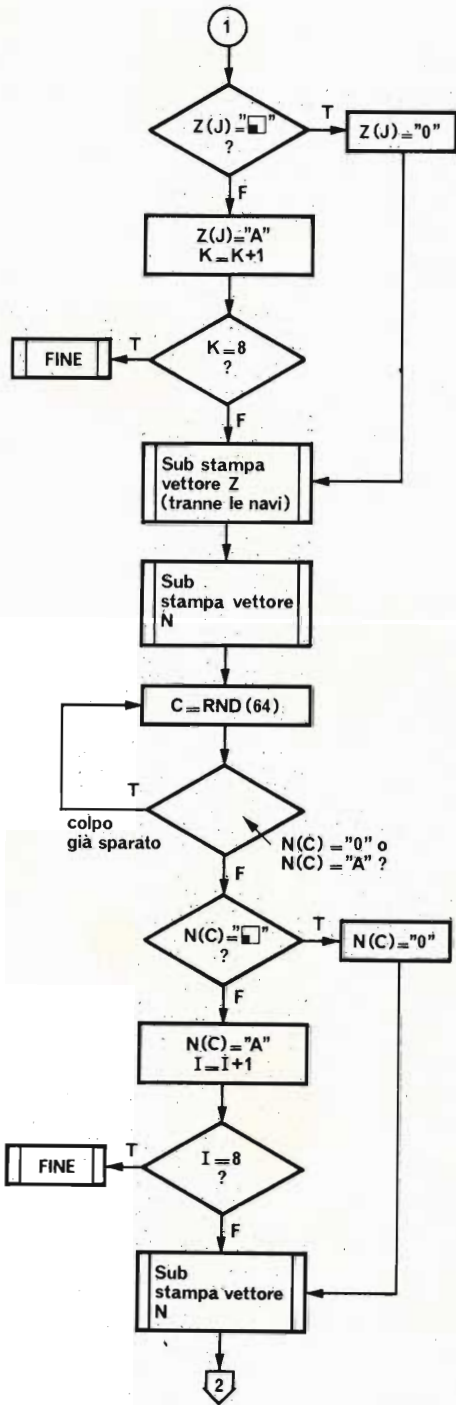 1
Z(J)="◧"
?
T
Z(J)="0"
F
Z(J)="A"
K=K+1
K=8
?
T
FINE
F
Sub stampa
vettore Z
(tranne le navi)
Sub
stampa vettore
N
C=RND(64)
T
colpo
già sparato
N(C)="0" o
N(C)="A" ?
F
N(C)="◧"
?
T
N(C)="0"
F
N(C)="A"
I=I+1
I=8
?
T
FINE
F
Sub
stampa vettore
N
2